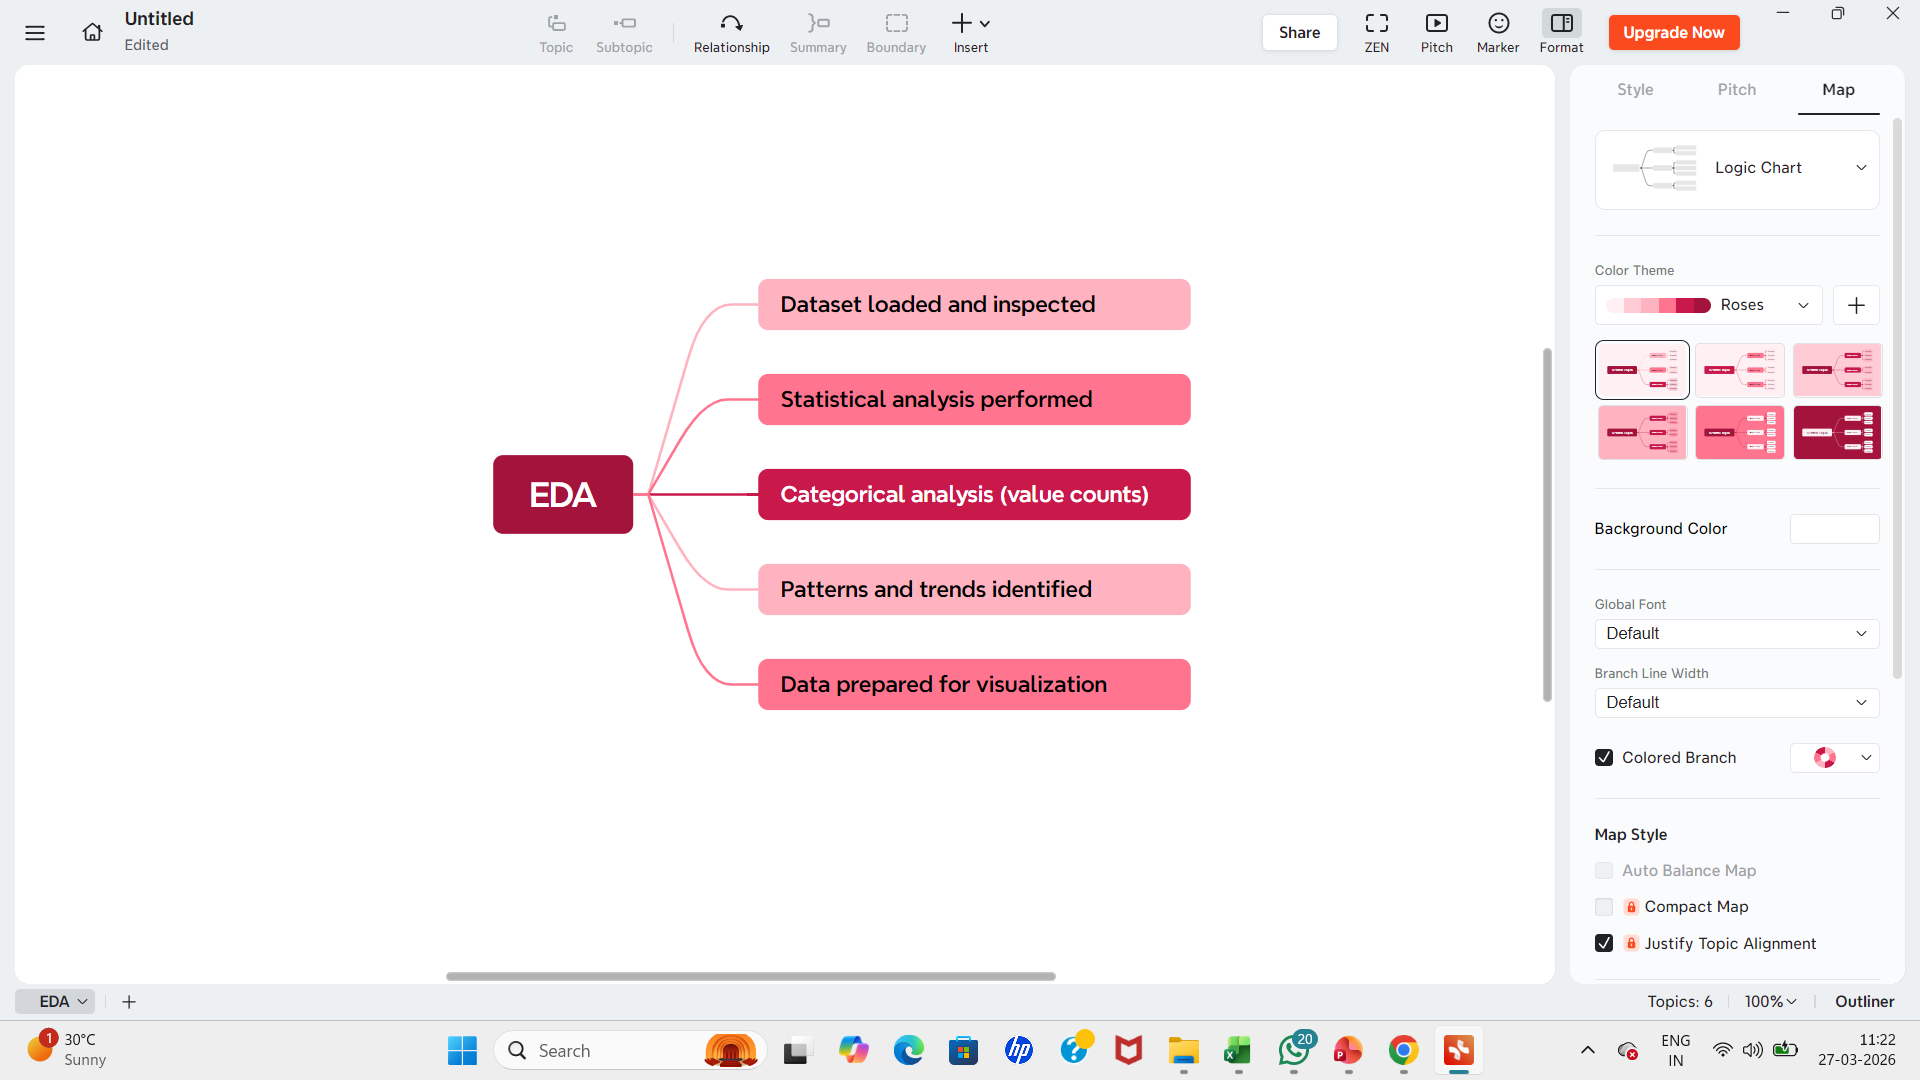 Untitled
Edited
Topic
Subtopic
Relationship
Summary
Boundary
Insert
Share
ZEN
Pitch
Marker
Format
Upgrade Now
Style
Pitch
Map
Logic Chart
Color Theme
Roses
Background Color
Global Font
Default
Branch Line Width
Default
Colored Branch
Map Style
Auto Balance Map
Compact Map
Justify Topic Alignment
EDA
Dataset loaded and inspected
Statistical analysis performed
Categorical analysis (value counts)
Patterns and trends identified
Data prepared for visualization
EDA
Topics: 6
100%
Outliner
1
30°C
Sunny
Search
20
ENG
IN
11:22
27-03-2026